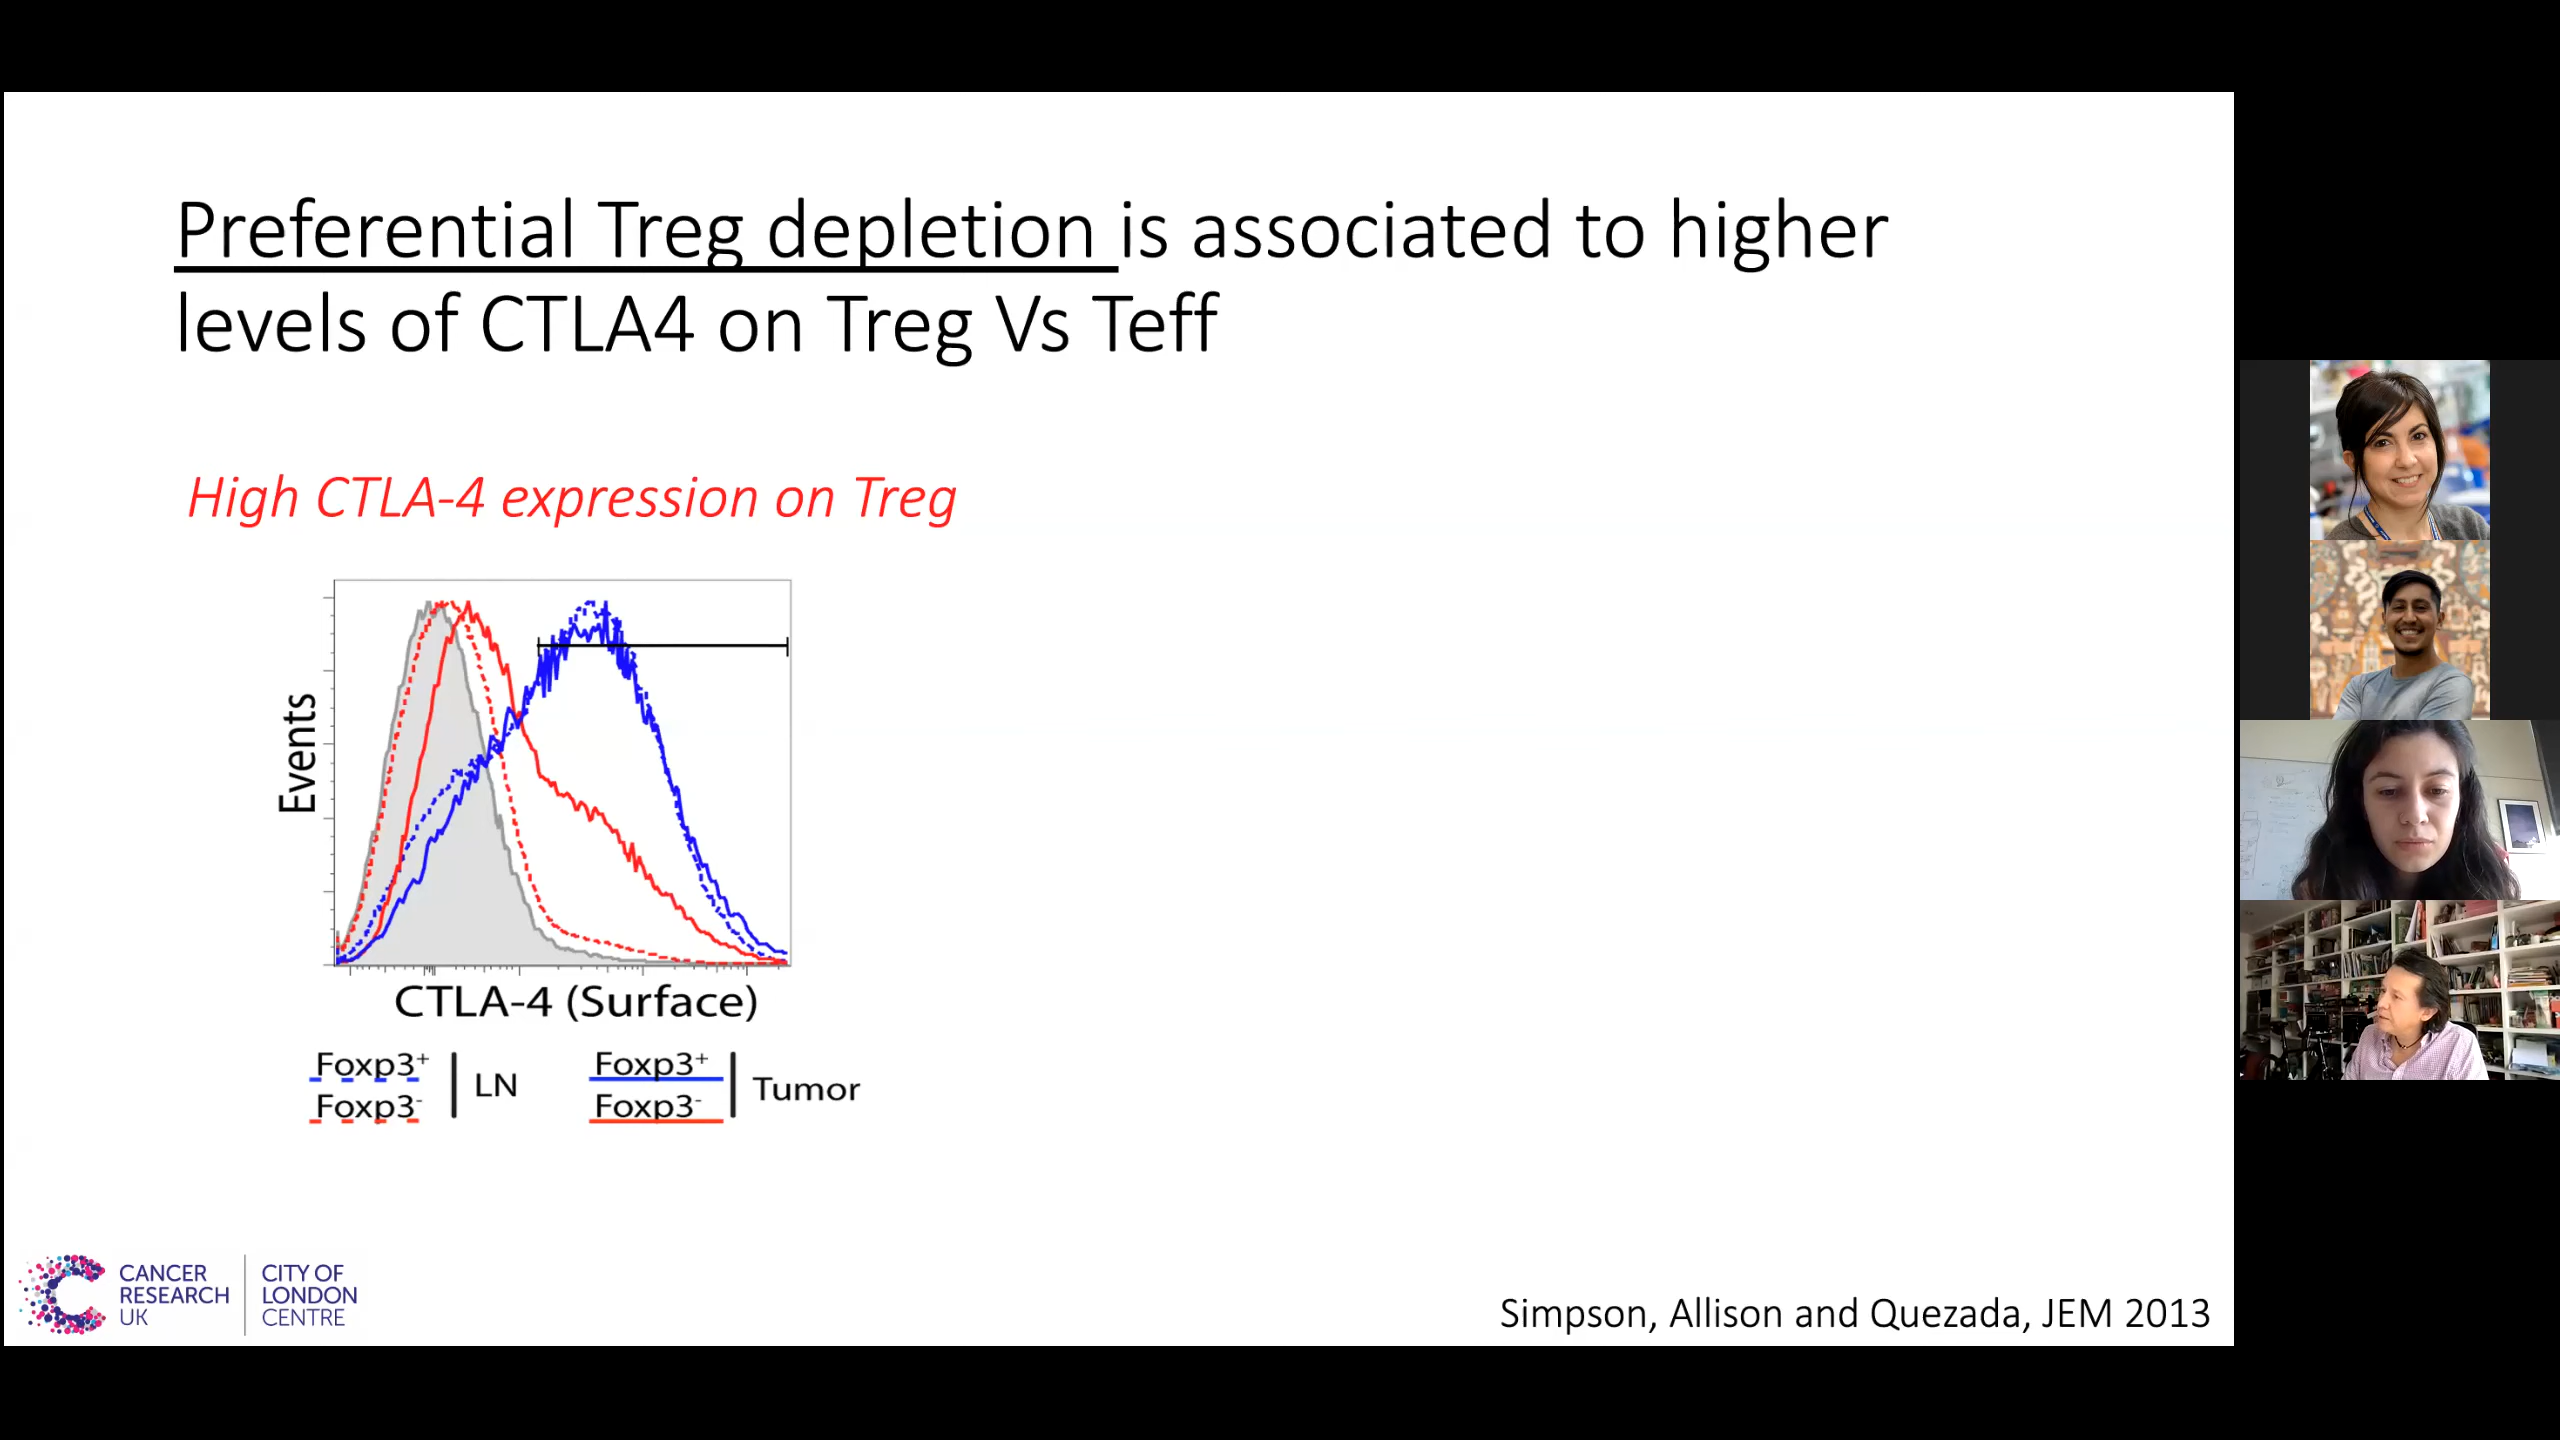 Preferential Treg depletion is associated to higher
levels of CTLA4 on Treg Vs Teff
High CTLA-4 expression on Treg
Events
CTLA-4 (Surface)
Foxp3+
Foxp3-
LN
Foxp3+
Foxp3-
Tumor
CANCER
RESEARCH
UK
CITY OF
LONDON
CENTRE
Simpson, Allison and Quezada, JEM 2013